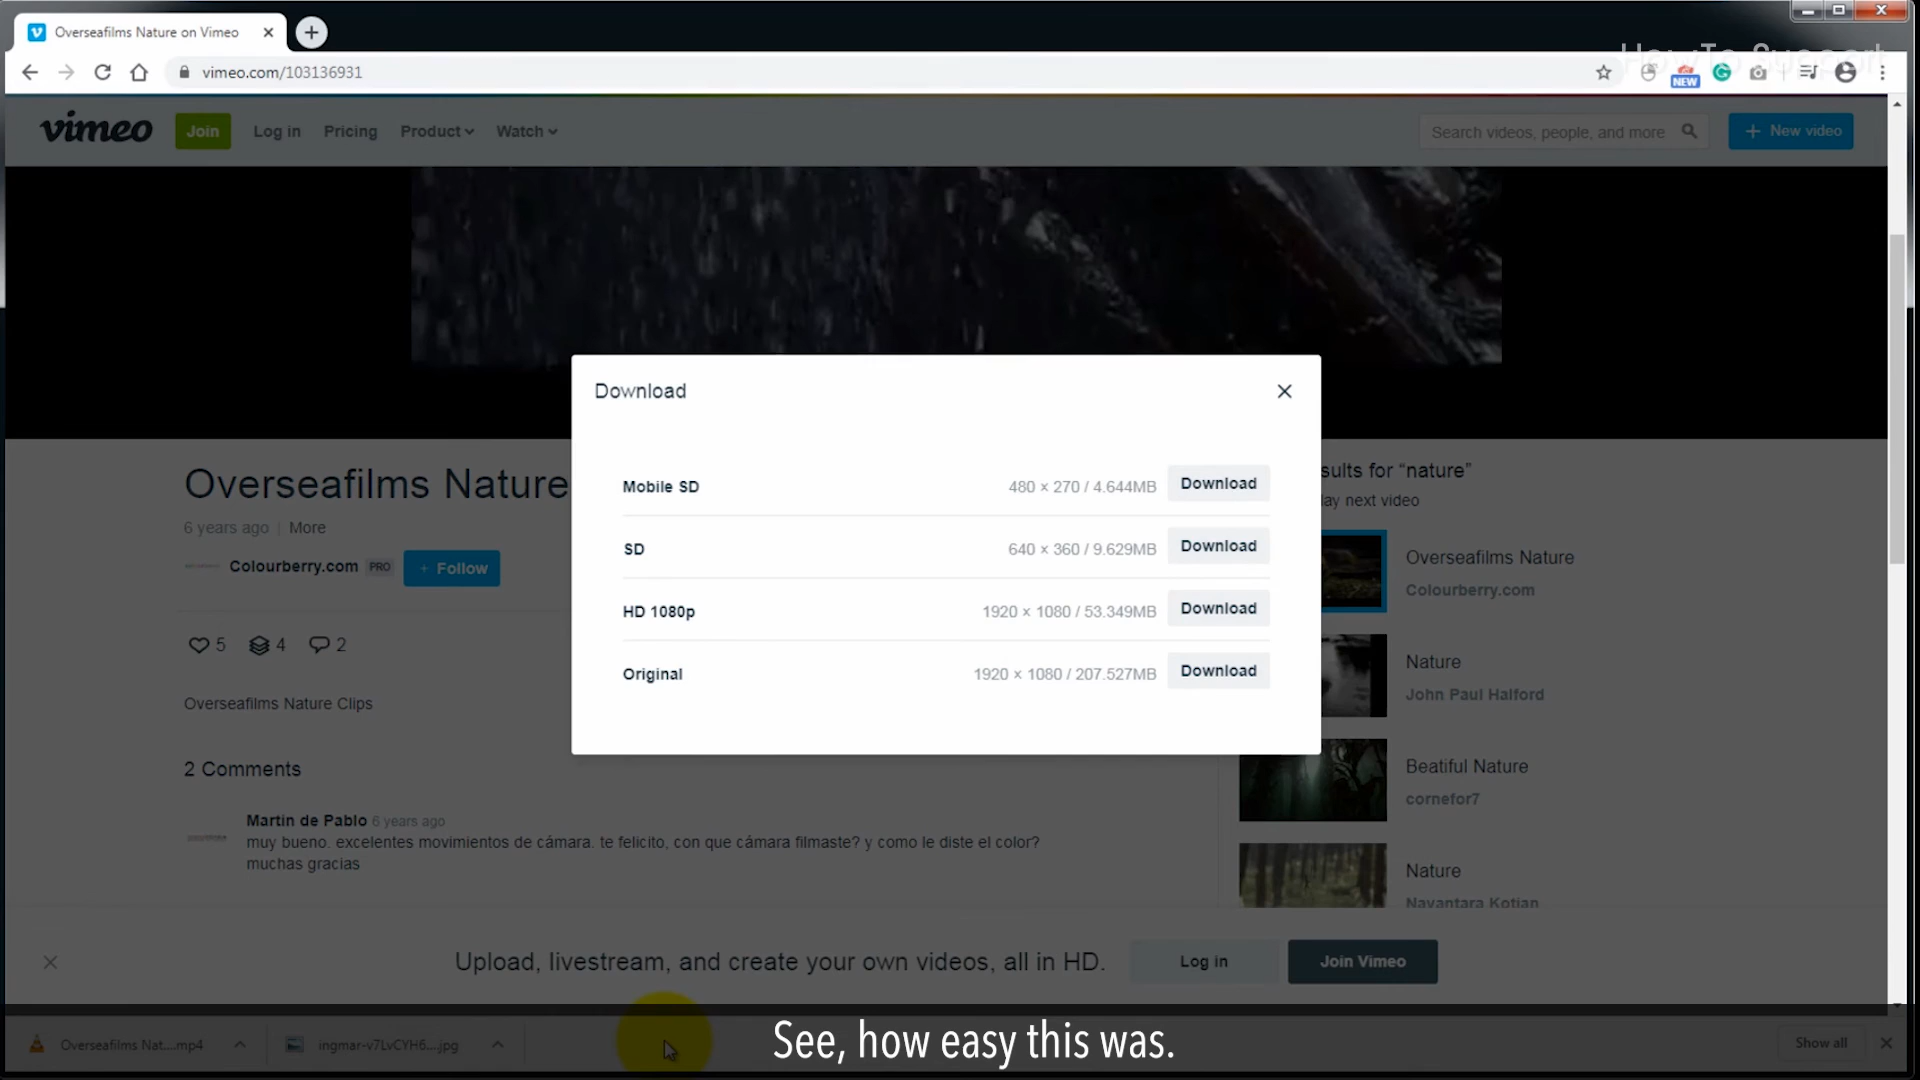 Overseafilms Nature on Vimeo
HowTo Support
vimeo.com/103136931
NEW
vimeo
Join
Log in
Pricing
Product
Watch
Search videos, people, and more
+ New video
Download
Mobile SD 480 × 270 / 4.644MB Download
SD 640 × 360 / 9.629MB Download
HD 1080p 1920 × 1080 / 53.349MB Download
Original 1920 × 1080 / 207.527MB Download
Overseafilms Nature
6 years ago | More
Colourberry.com PRO + Follow
5 4 2
Overseafilms Nature Clips
2 Comments
Martin de Pablo 6 years ago
muy bueno. excelentes movimientos de cámara. te felicito, con que cámara filmaste? y como le diste el color?
muchas gracias
sults for “nature”
lay next video
Overseafilms Nature
Colourberry.com
Nature
John Paul Halford
Beatiful Nature
cornefor7
Nature
Navantara Kotian
Upload, livestream, and create your own videos, all in HD.
Log in
Join Vimeo
Overseafilms Nat....mp4
ingmar-v7LvCYH6....jpg
Show all
See, how easy this was.